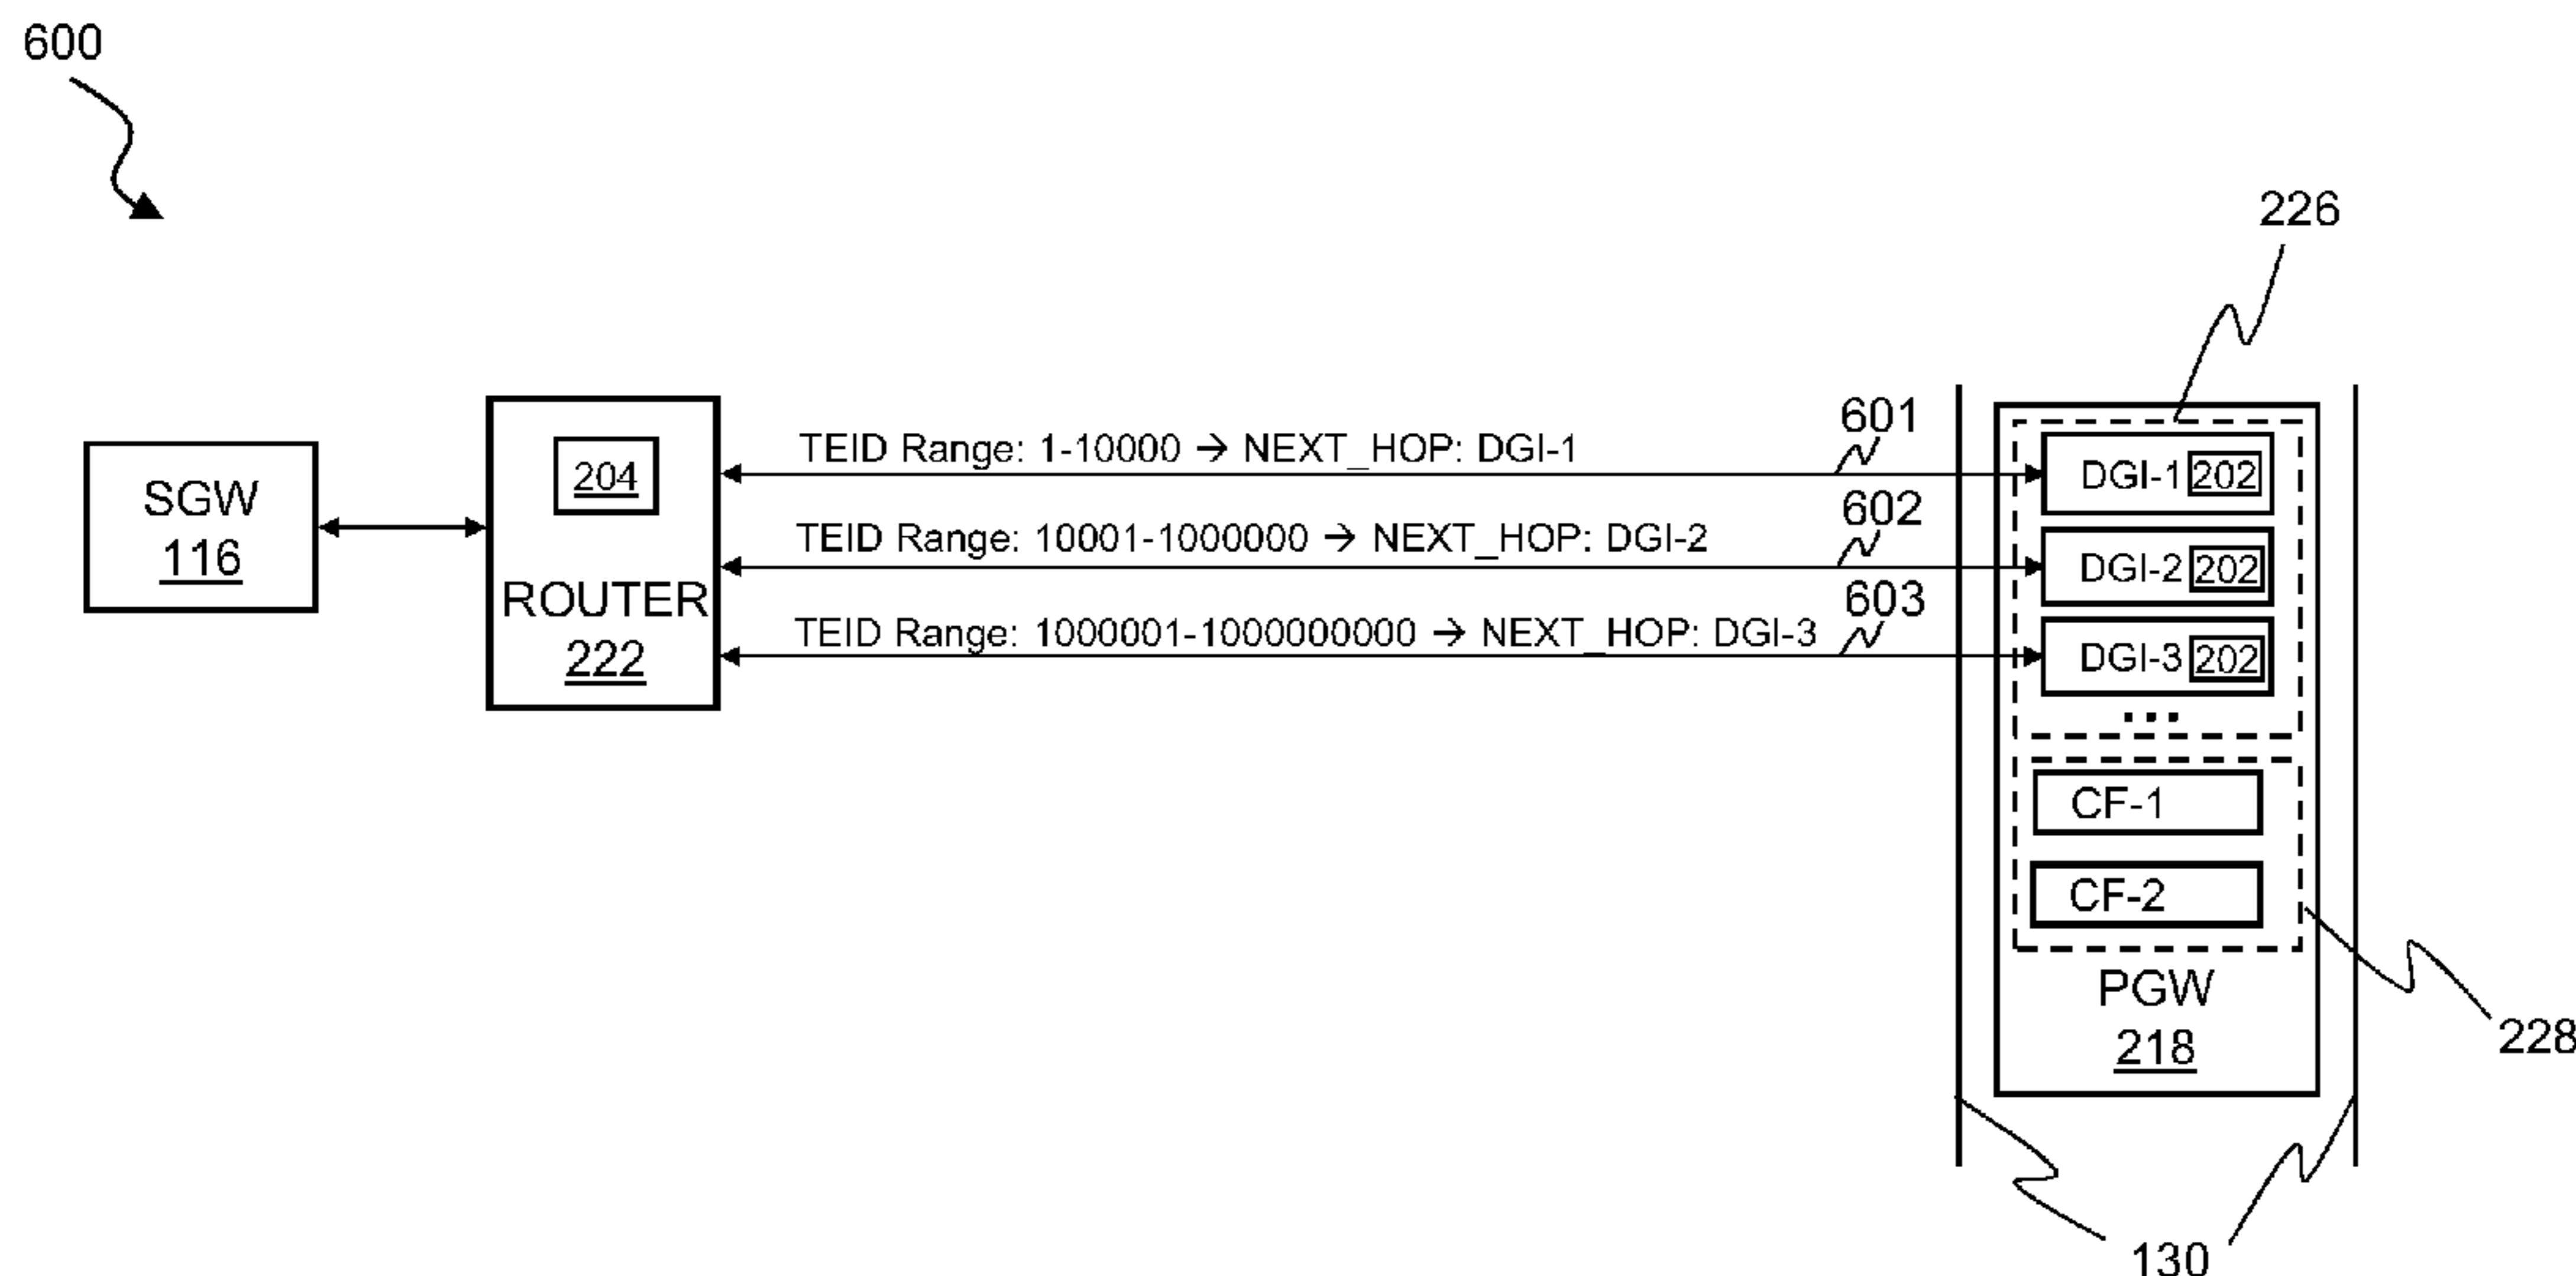 600
226
SGW
116
204
ROUTER
222
TEID Range: 1-10000 → NEXT_HOP: DGI-1
601
TEID Range: 10001-1000000 → NEXT_HOP: DGI-2
602
TEID Range: 1000001-1000000000 → NEXT_HOP: DGI-3
603
DGI-1 202
DGI-2 202
DGI-3 202
...
CF-1
CF-2
PGW
218
228
130